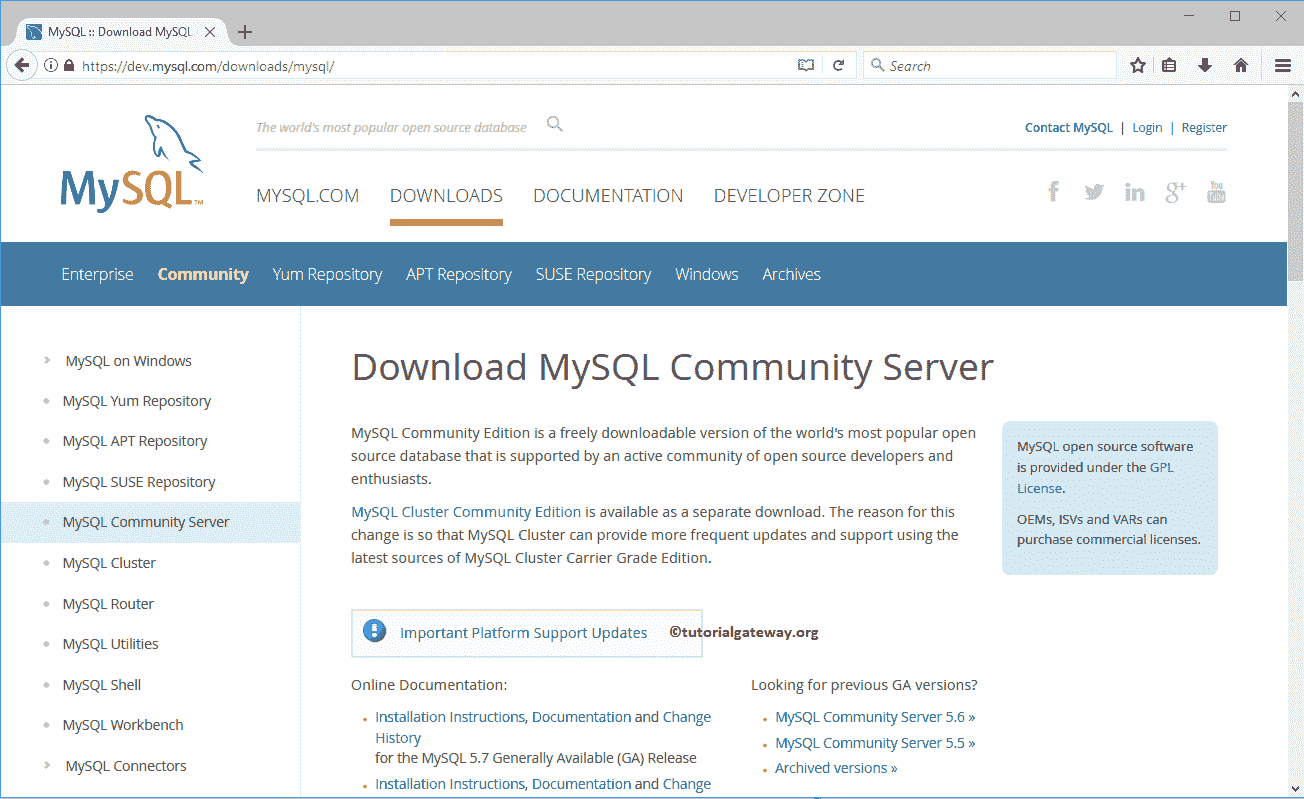 MySQL :: Download MySQL
https://dev.mysql.com/downloads/mysql/
Search
The world's most popular open source database
Contact MySQL | Login | Register
MySQL™
MYSQL.COM DOWNLOADS DOCUMENTATION DEVELOPER ZONE
f in g+ You Tube
Enterprise Community Yum Repository APT Repository SUSE Repository Windows Archives
MySQL on Windows
MySQL Yum Repository
MySQL APT Repository
MySQL SUSE Repository
MySQL Community Server
MySQL Cluster
MySQL Router
MySQL Utilities
MySQL Shell
MySQL Workbench
MySQL Connectors
Download MySQL Community Server
MySQL Community Edition is a freely downloadable version of the world's most popular open
source database that is supported by an active community of open source developers and
enthusiasts.
MySQL Cluster Community Edition is available as a separate download. The reason for this
change is so that MySQL Cluster can provide more frequent updates and support using the
latest sources of MySQL Cluster Carrier Grade Edition.
MySQL open source software
is provided under the GPL
License.
OEMs, ISVs and VARs can
purchase commercial licenses.
Important Platform Support Updates
©tutorialgateway.org
Online Documentation:
Installation Instructions, Documentation and Change
History
for the MySQL 5.7 Generally Available (GA) Release
Installation Instructions, Documentation and Change
Looking for previous GA versions?
MySQL Community Server 5.6 »
MySQL Community Server 5.5 »
Archived versions »